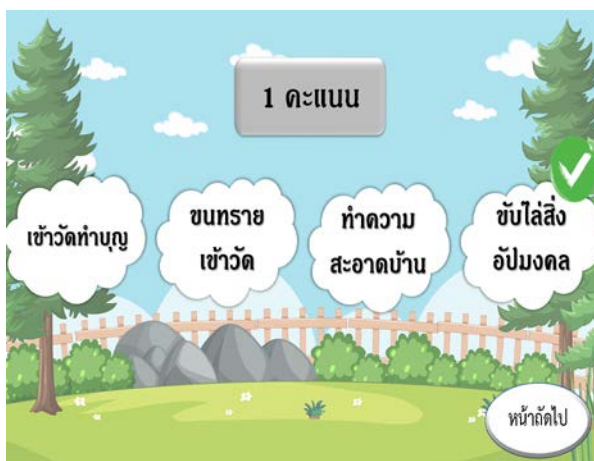 1 คะแนน
เข้าวัดทำบุญ
ขนทราย
เข้าวัด
ทำความ
สะอาดบ้าน
ขับไล่สิ่ง
อัปมงคล
หน้าถัดไป